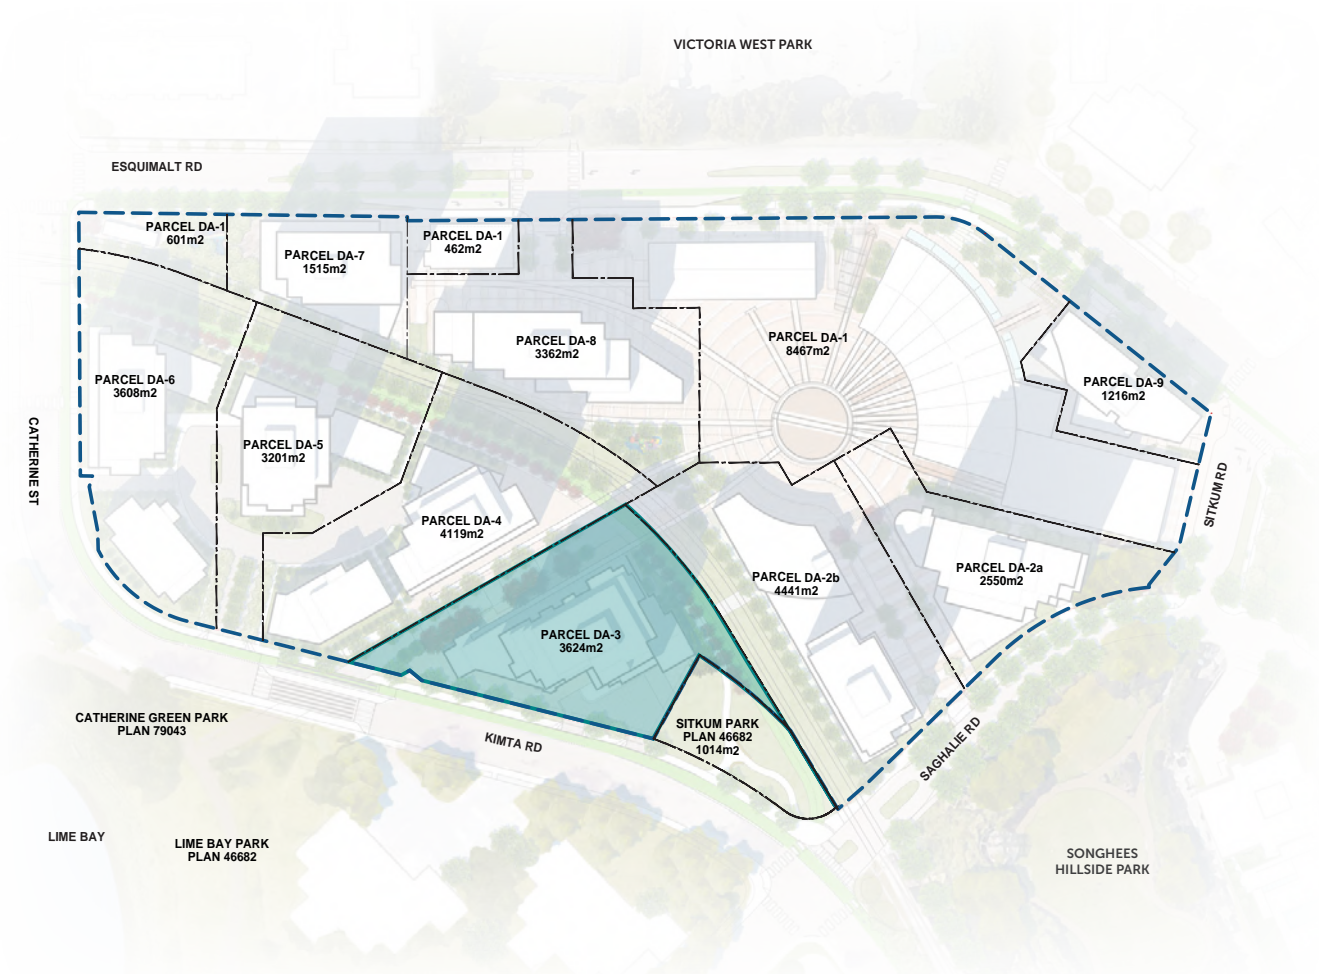 VICTORIA WEST PARK
ESQUIMALT RD
PARCEL DA-1
601m2
PARCEL DA-7
1515m2
PARCEL DA-1
462m2
PARCEL DA-8
3362m2
PARCEL DA-1
8467m2
PARCEL DA-9
1216m2
PARCEL DA-6
3608m2
PARCEL DA-5
3201m2
CATHERINE ST
SITKUM RD
PARCEL DA-4
4119m2
PARCEL DA-2b
4441m2
PARCEL DA-2a
2550m2
PARCEL DA-3
3624m2
CATHERINE GREEN PARK
PLAN 79043
KIMTA RD
SITKUM PARK
PLAN 46682
1014m2
SAGHALIE RD
LIME BAY
LIME BAY PARK
PLAN 46682
SONGHEES
HILLSIDE PARK